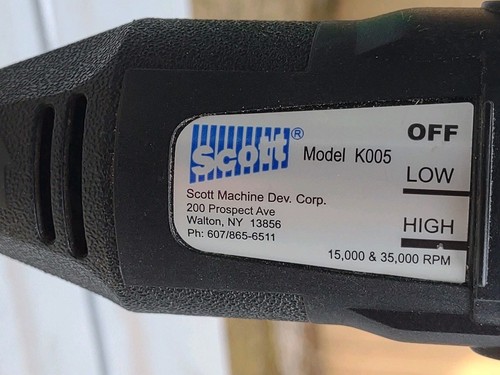 Scott®
Model K005
OFF
LOW
HIGH
Scott Machine Dev. Corp.
200 Prospect Ave
Walton, NY 13856
Ph: 607/865-6511
15,000 & 35,000 RPM